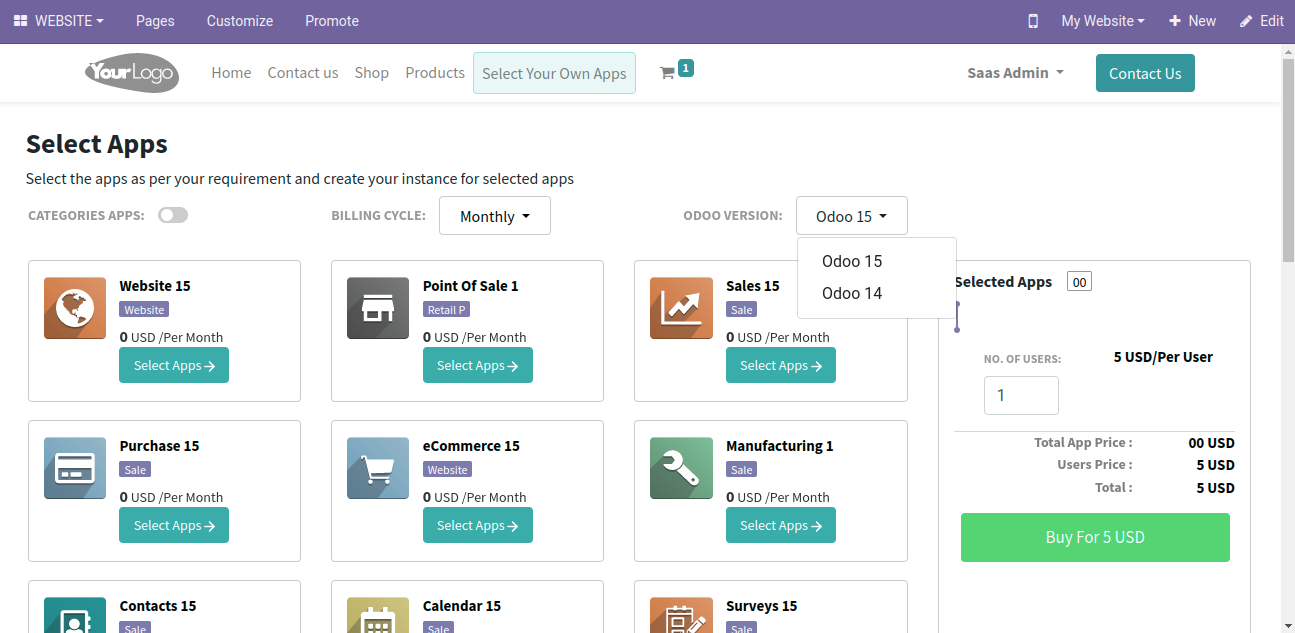 WEBSITE Pages Customize Promote My Website New Edit
YourLogo Home Contact us Shop Products Select Your Own Apps 1 Saas Admin Contact Us
Select Apps
Select the apps as per your requirement and create your instance for selected apps
CATEGORIES APPS: BILLING CYCLE: Monthly ODOO VERSION: Odoo 15
Odoo 15
Odoo 14
Website 15
Website
0 USD /Per Month
Select Apps
Point Of Sale 1
Retail P
0 USD /Per Month
Select Apps
Sales 15
Sale
0 USD /Per Month
Select Apps
Selected Apps 00
NO. OF USERS: 5 USD/Per User
1
Total App Price : 00 USD
Users Price : 5 USD
Total : 5 USD
Buy For 5 USD
Purchase 15
Sale
0 USD /Per Month
Select Apps
eCommerce 15
Website
0 USD /Per Month
Select Apps
Manufacturing 1
Sale
0 USD /Per Month
Select Apps
Contacts 15
Sale
Calendar 15
Sale
Surveys 15
Sale